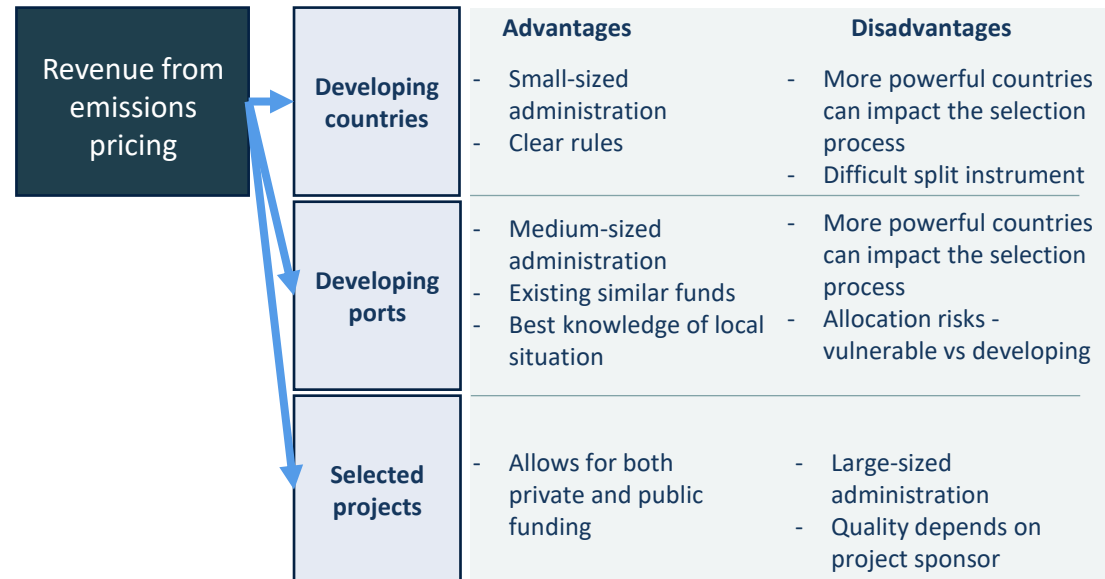 Revenue from
emissions
pricing
Advantages
Disadvantages
Developing
countries
- Small-sized
administration
- Clear rules
- More powerful countries
can impact the selection
process
- Difficult split instrument
Developing
ports
- Medium-sized
administration
- Existing similar funds
- Best knowledge of local
situation
- More powerful countries
can impact the selection
process
- Allocation risks -
vulnerable vs developing
Selected
projects
- Allows for both
private and public
funding
- Large-sized
administration
- Quality depends on
project sponsor